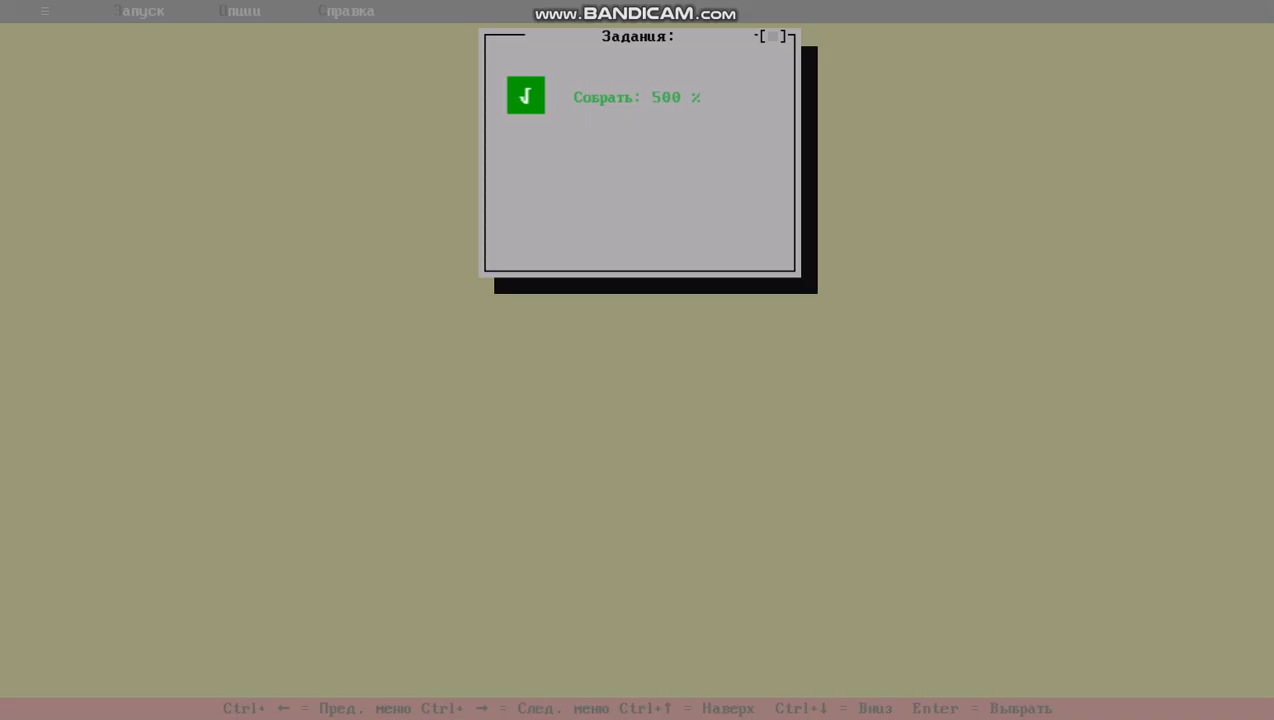 ≡ Запуск Опции Справка
www.BANDICAM.com
Задания:
Собрать: 500 %
Ctrl+ ← = Пред. меню Ctrl+ → = След. меню Ctrl+↑ = Наверх Ctrl+↓ = Вниз Enter = Выбрать